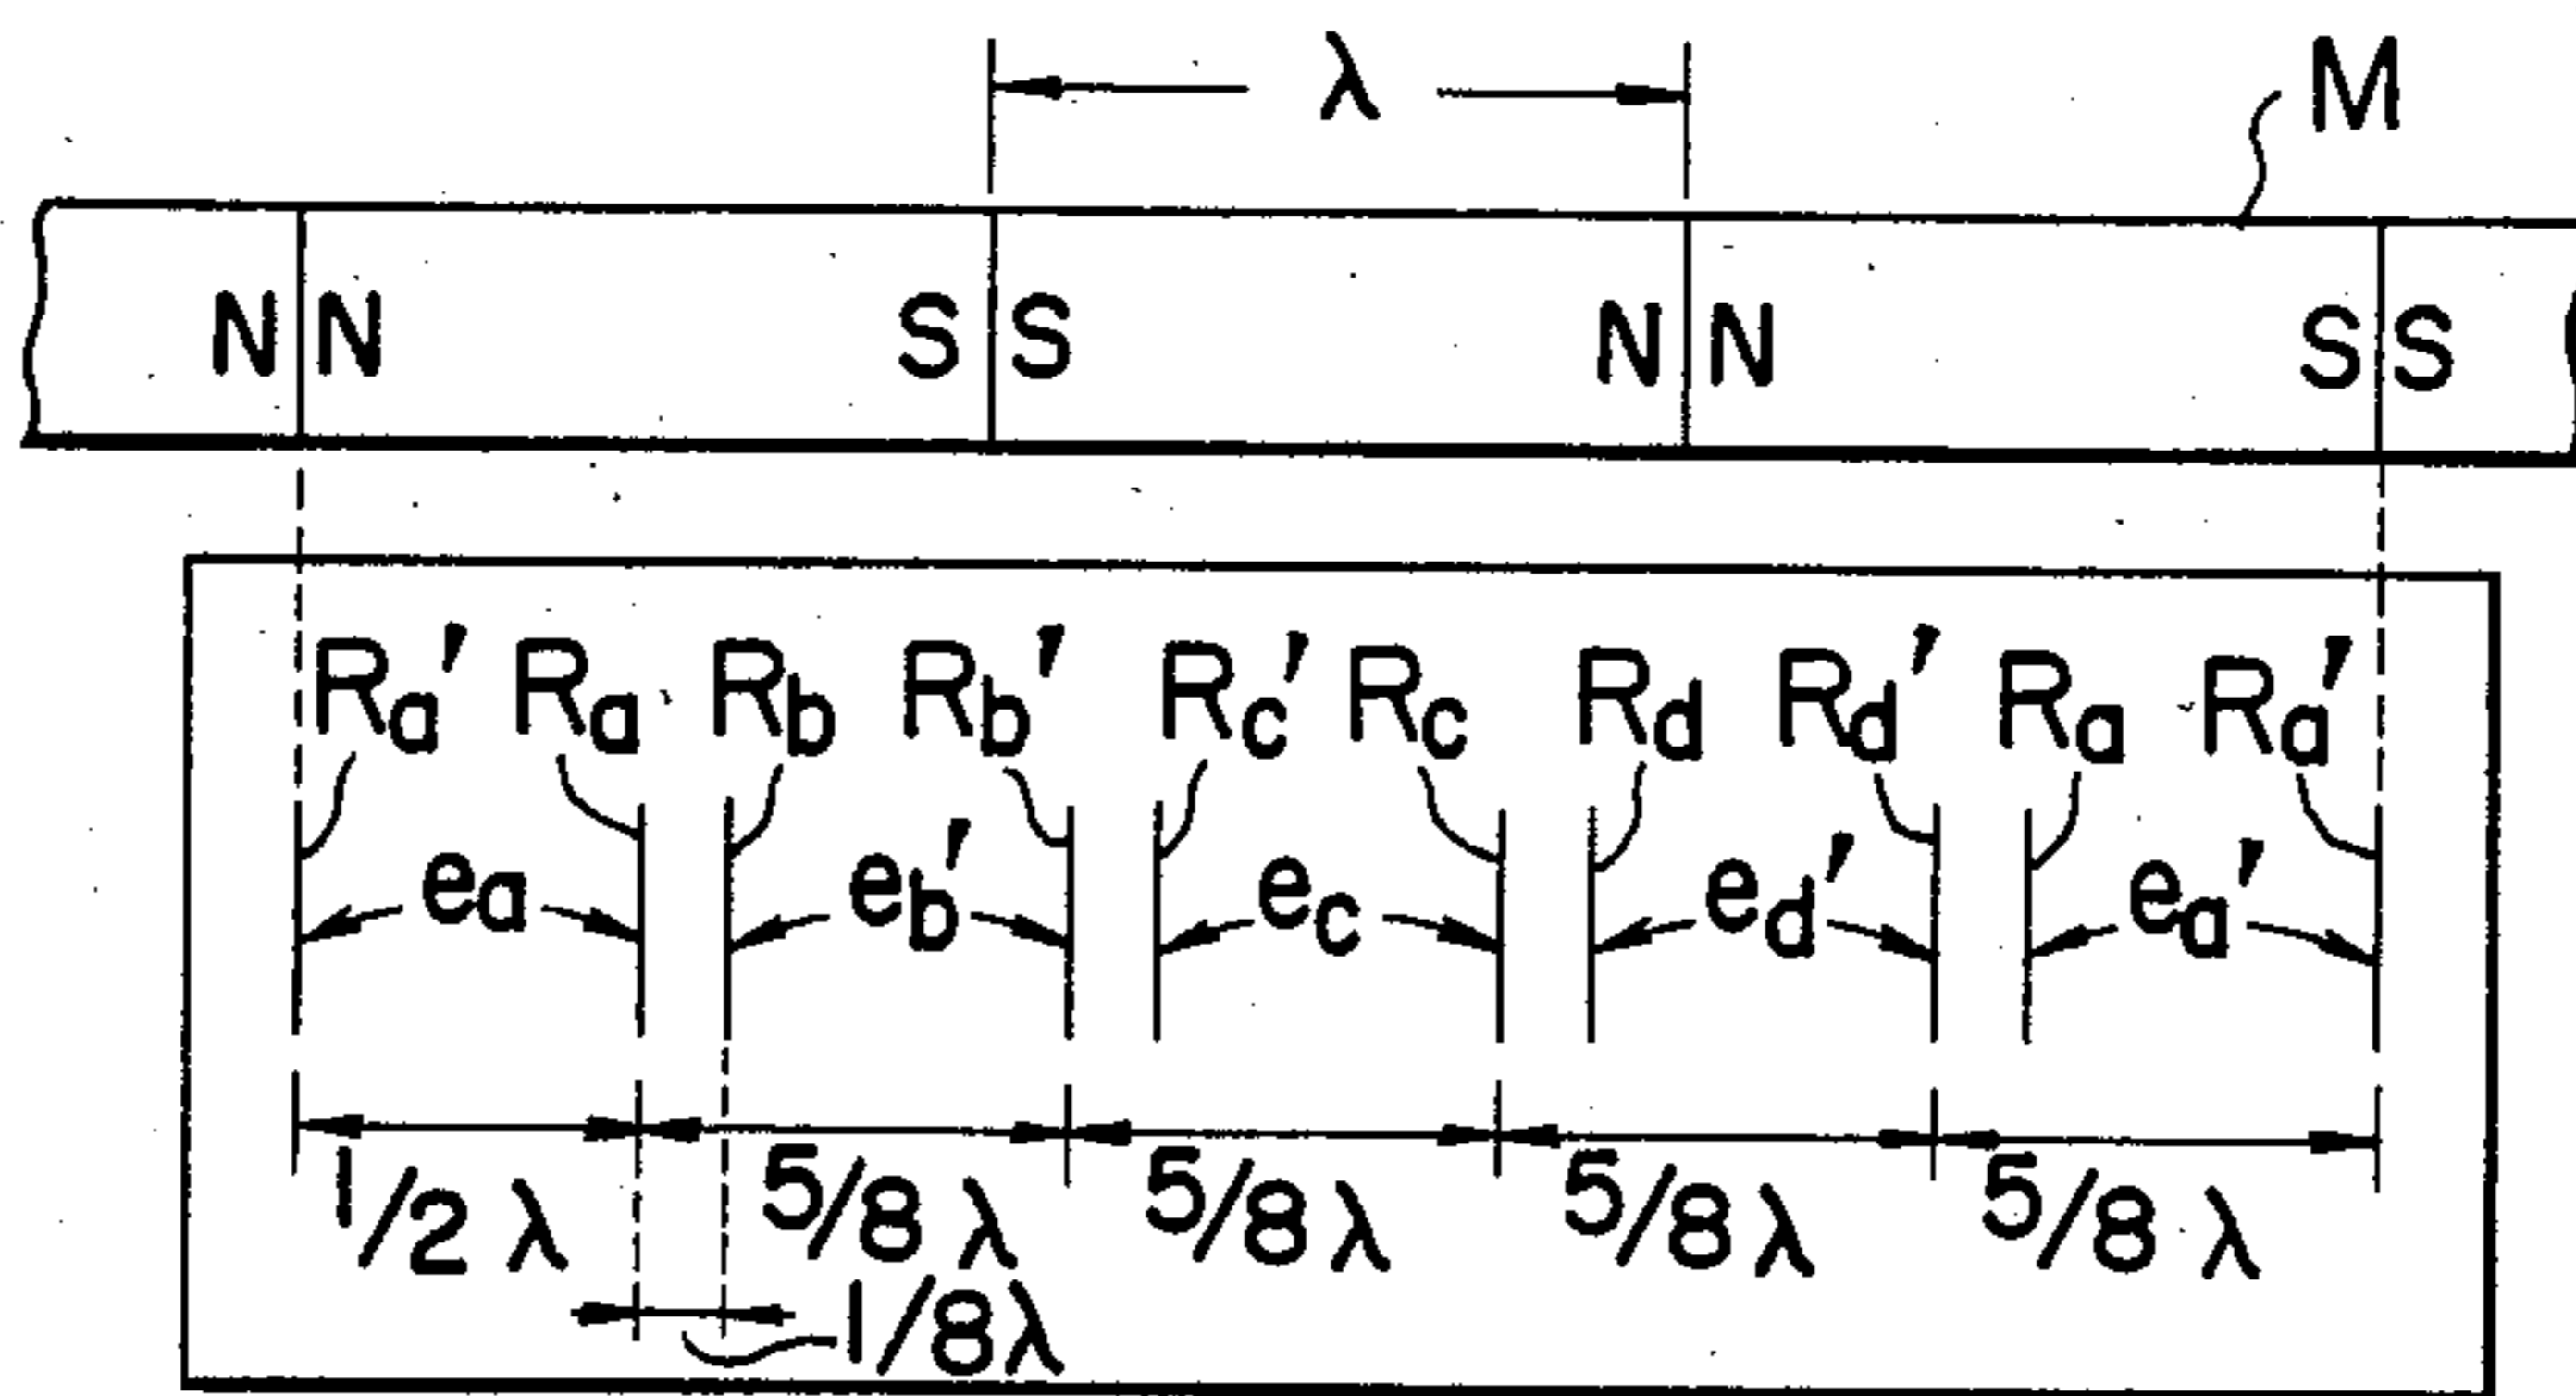 λ
M
N N S S N N S S
Ra' Ra Rb Rb' Rc' Rc Rd Rd' Ra Ra'
ea eb' ec ed' ea'
1/2 λ 5/8 λ 5/8 λ 5/8 λ 5/8 λ
1/8 λ